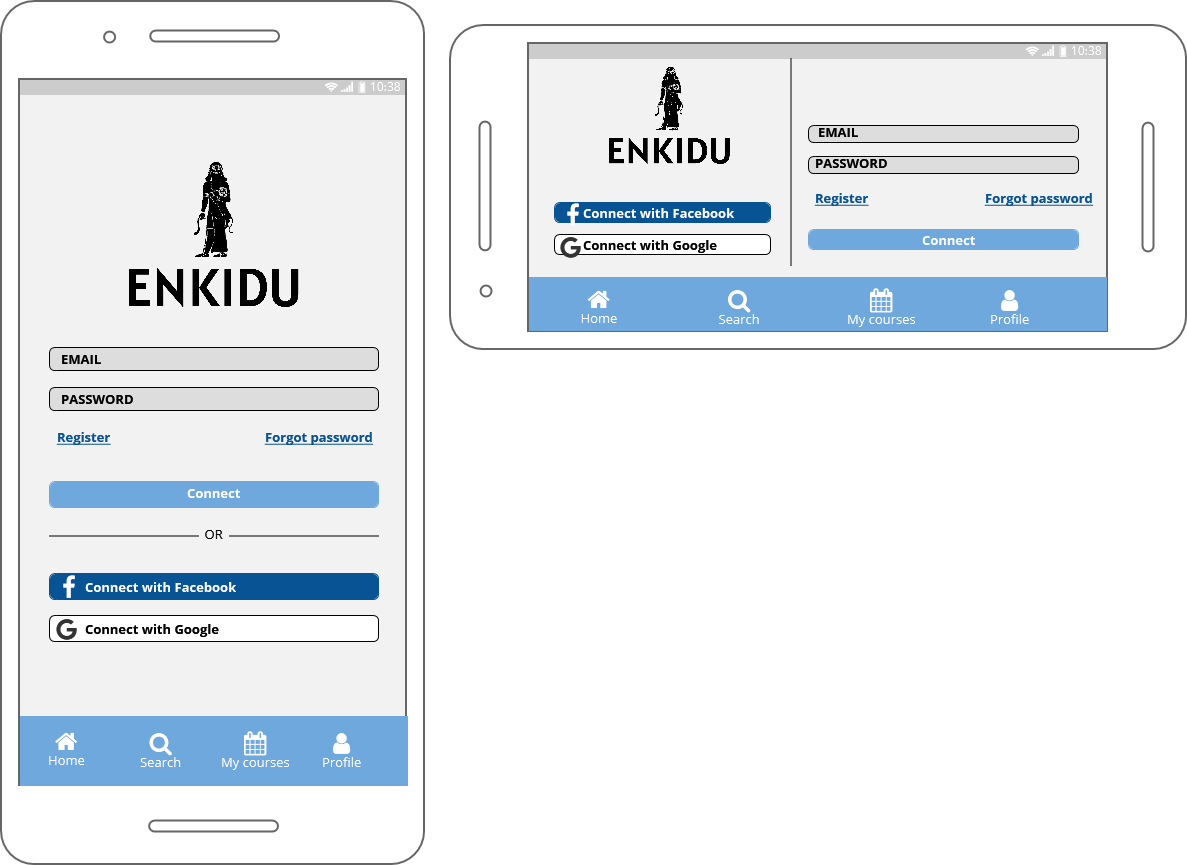 10:38
ENKIDU
EMAIL
PASSWORD
Register Forgot password
Connect
OR
Connect with Facebook
Connect with Google
Home Search My courses Profile
10:38
ENKIDU
Connect with Facebook
Connect with Google
EMAIL
PASSWORD
Register Forgot password
Connect
Home Search My courses Profile